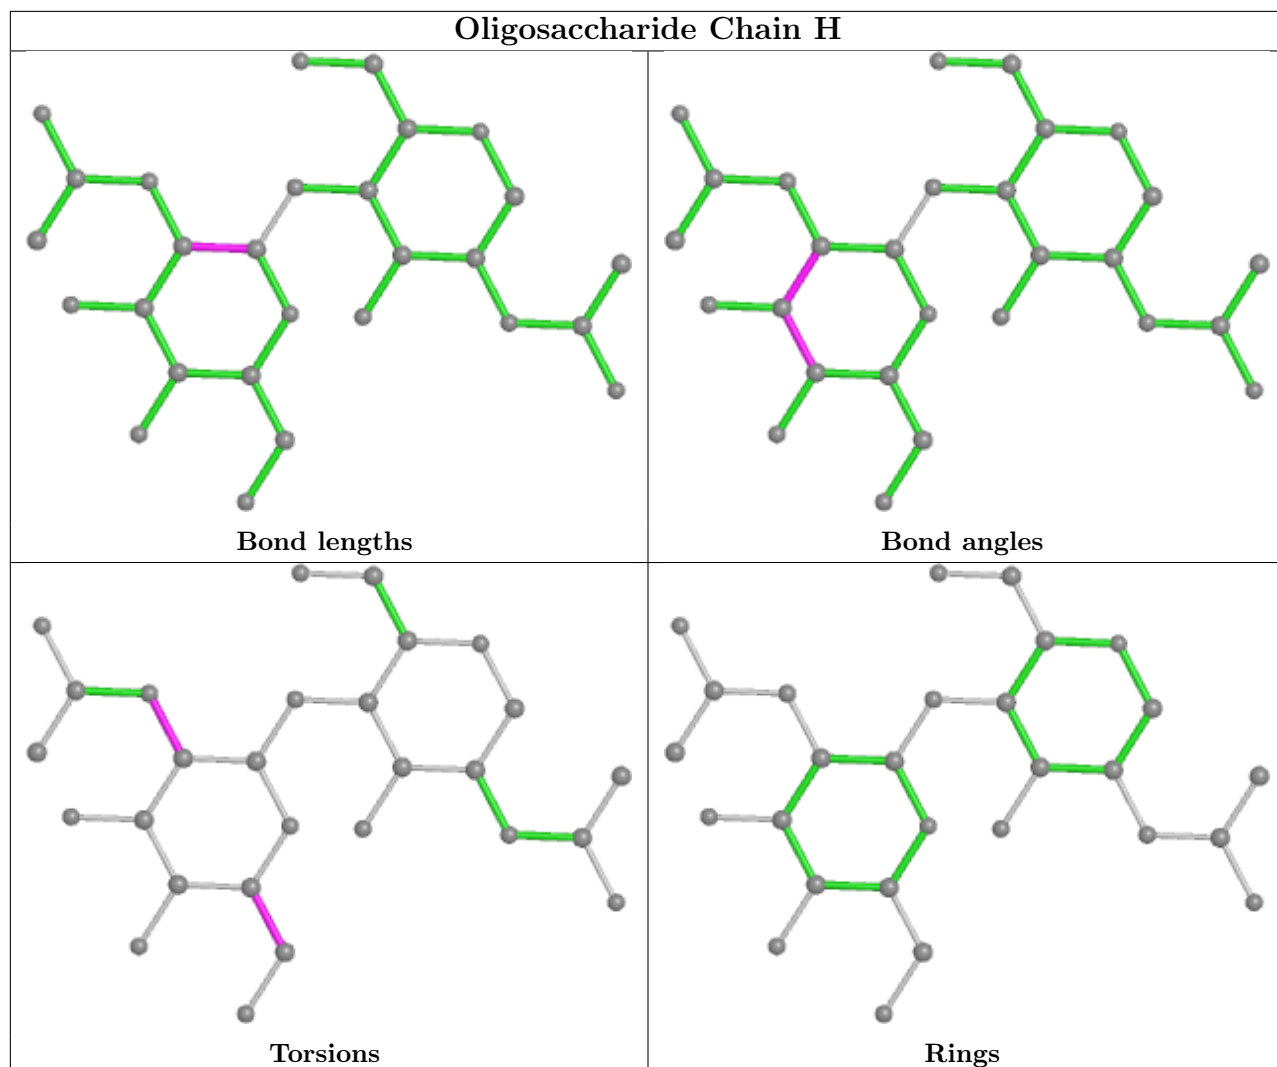 Oligosaccharide Chain H
Bond lengths
Bond angles
Torsions
Rings